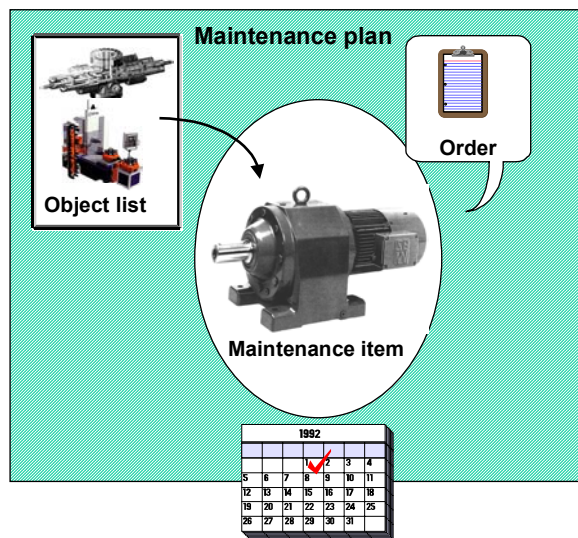 Maintenance plan
Order
Object list
Maintenance item
1992
1 2 3 4
5 6 7 8 9 10 11
12 13 14 15 16 17 18
19 20 21 22 23 24 25
26 27 28 29 30 31